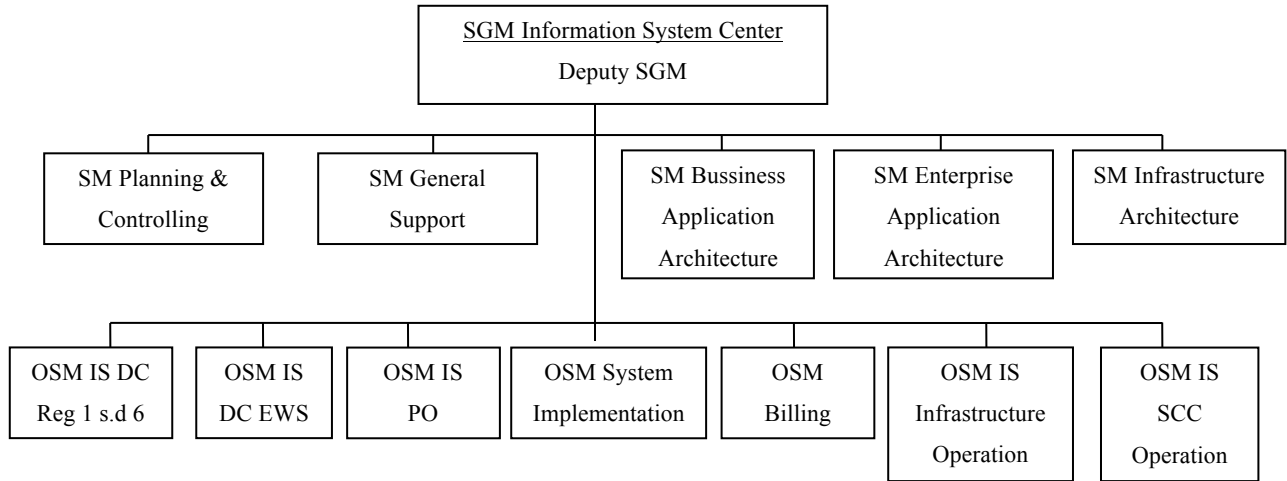 SGM Information System Center
Deputy SGM
SM Planning &
Controlling
SM General
Support
SM Bussiness
Application
Architecture
SM Enterprise
Application
Architecture
SM Infrastructure
Architecture
OSM IS DC
Reg 1 s.d 6
OSM IS
DC EWS
OSM IS
PO
OSM System
Implementation
OSM
Billing
OSM IS
Infrastructure
Operation
OSM IS
SCC
Operation